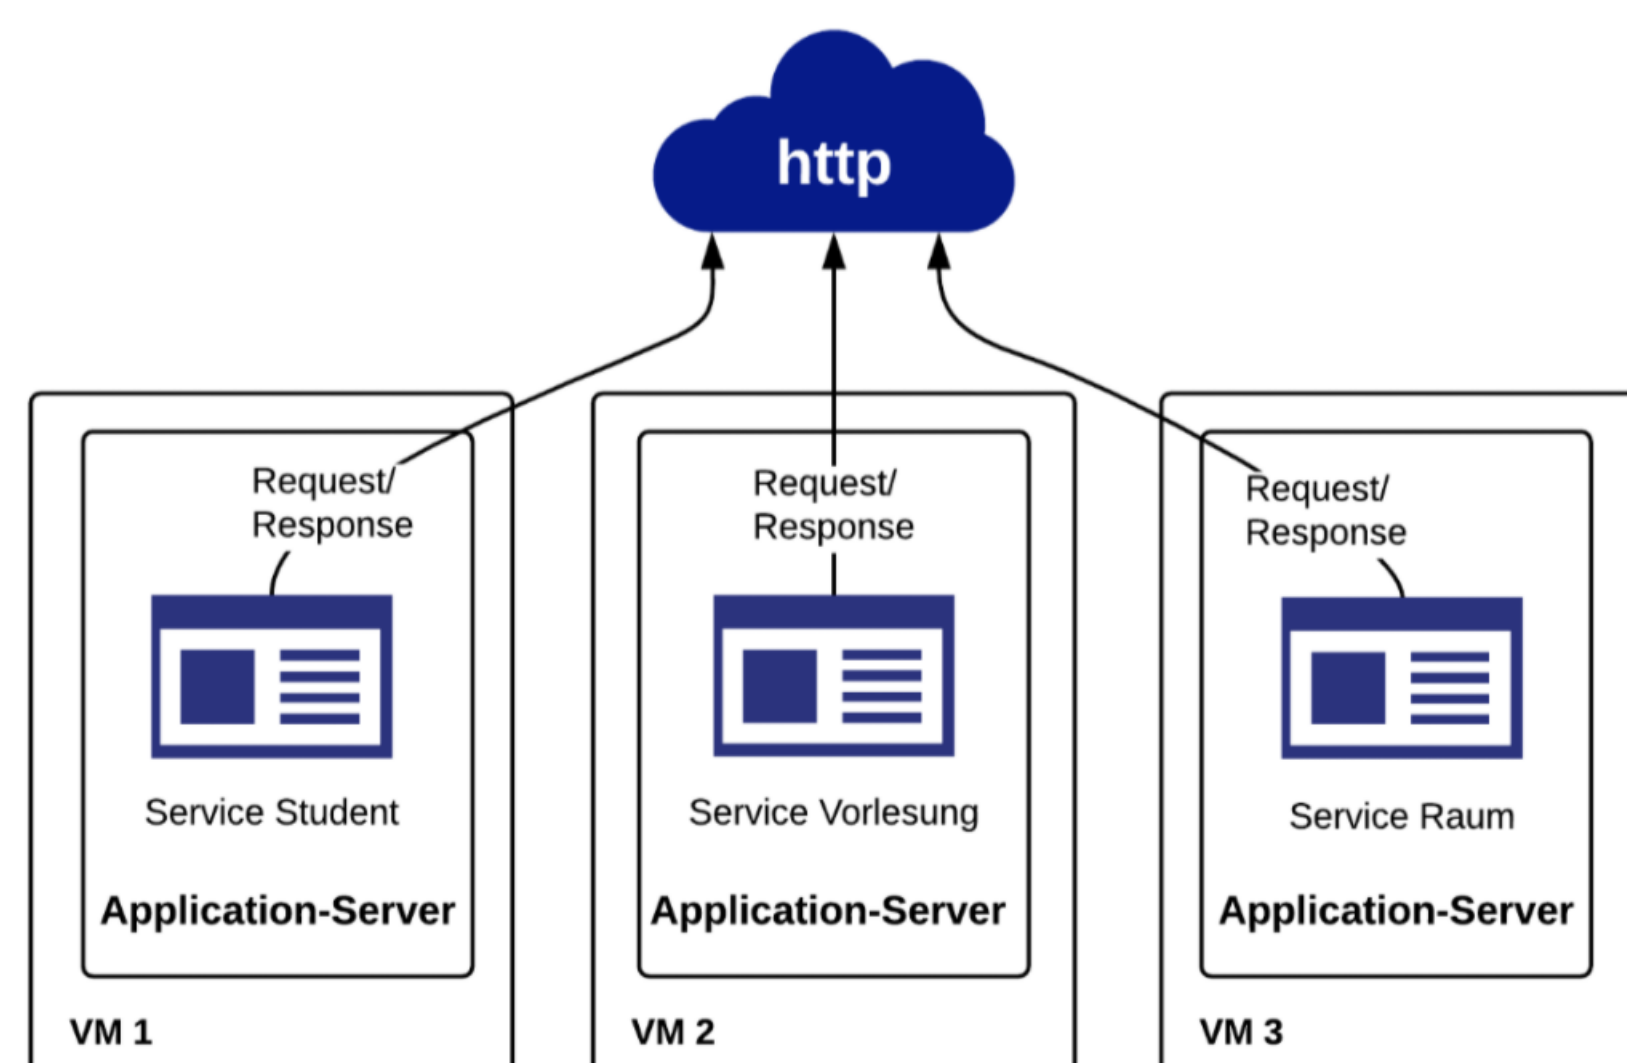 http
Request/
Response
Service Student
Application-Server
VM 1
Request/
Response
Service Vorlesung
Application-Server
VM 2
Request/
Response
Service Raum
Application-Server
VM 3